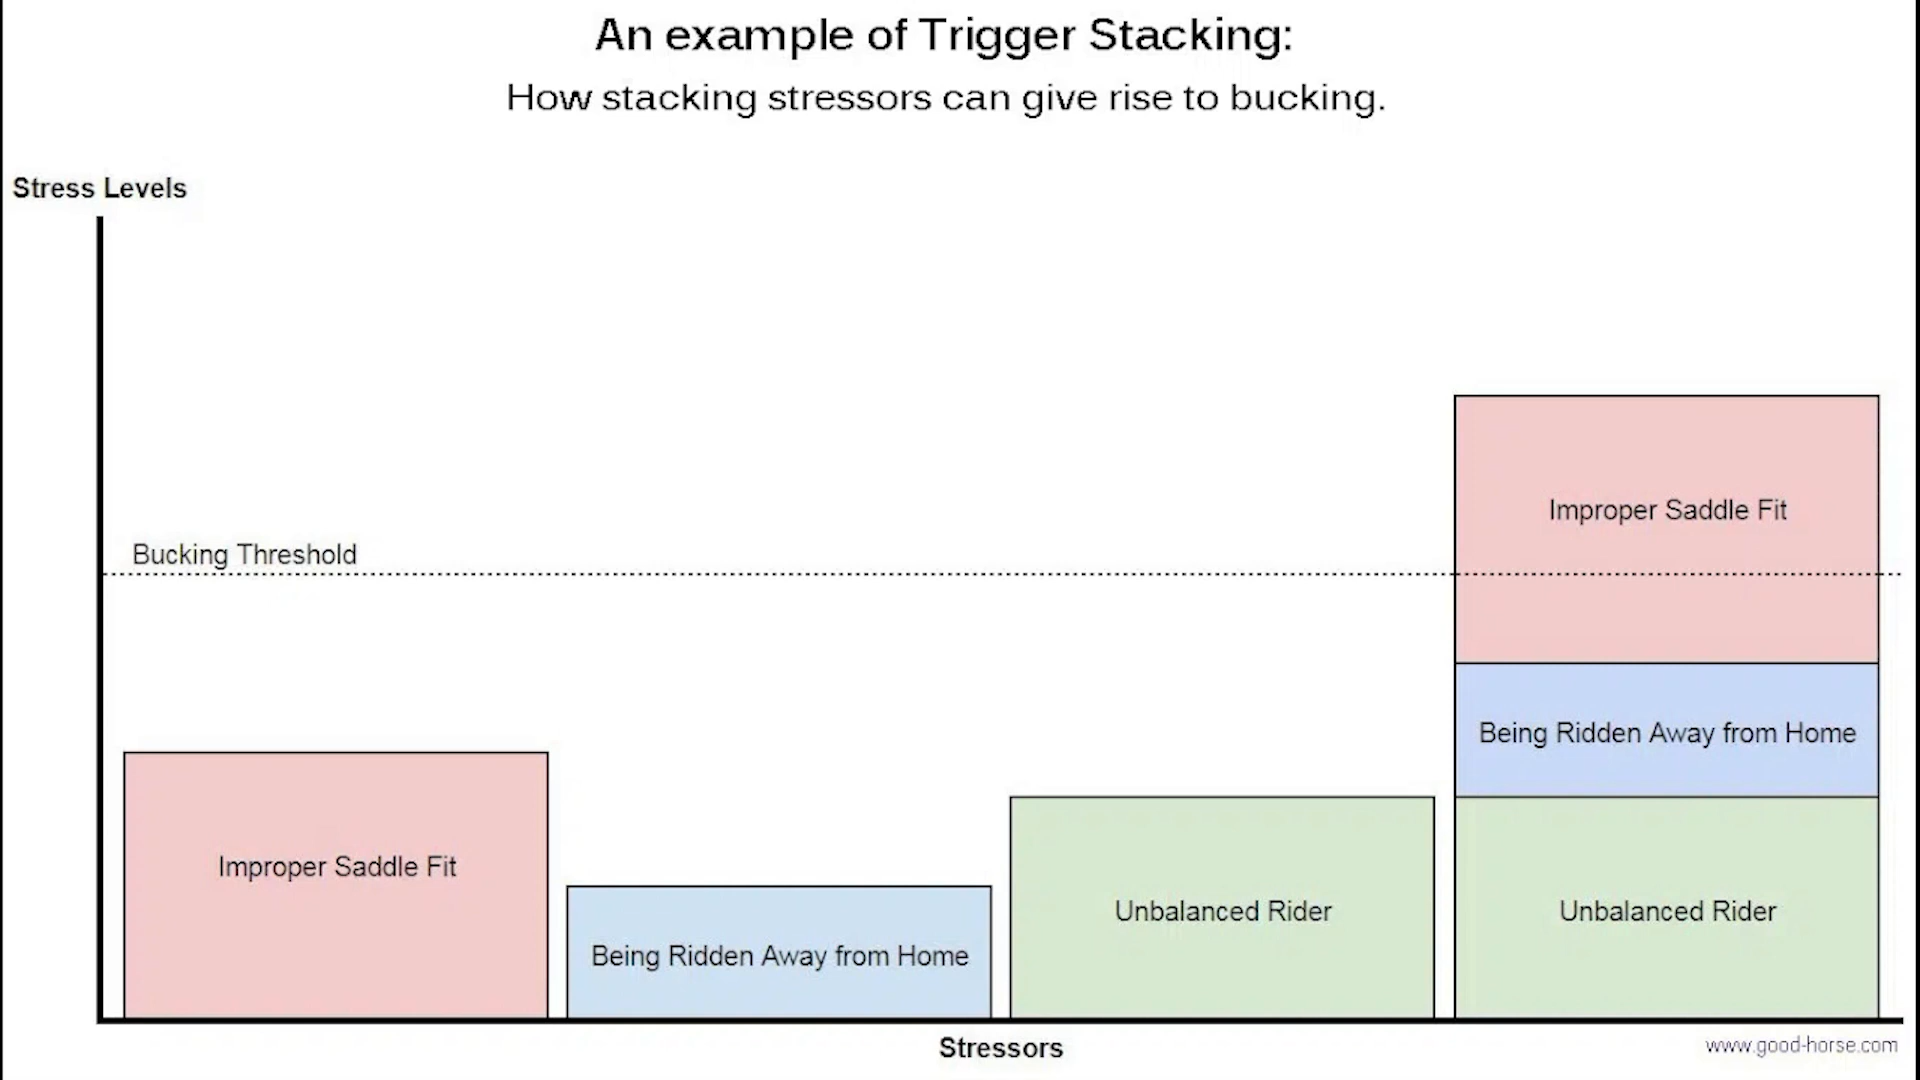 An example of Trigger Stacking:
How stacking stressors can give rise to bucking.
Stress Levels
Bucking Threshold
Improper Saddle Fit
Being Ridden Away from Home
Unbalanced Rider
Improper Saddle Fit
Being Ridden Away from Home
Unbalanced Rider
Stressors
www.good-horse.com